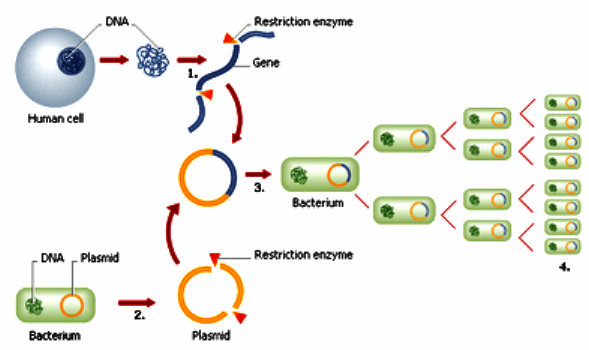 DNA
Restriction enzyme
1.
Gene
Human cell
3.
Bacterium
DNA
Plasmid
Restriction enzyme
4.
2.
Bacterium
Plasmid